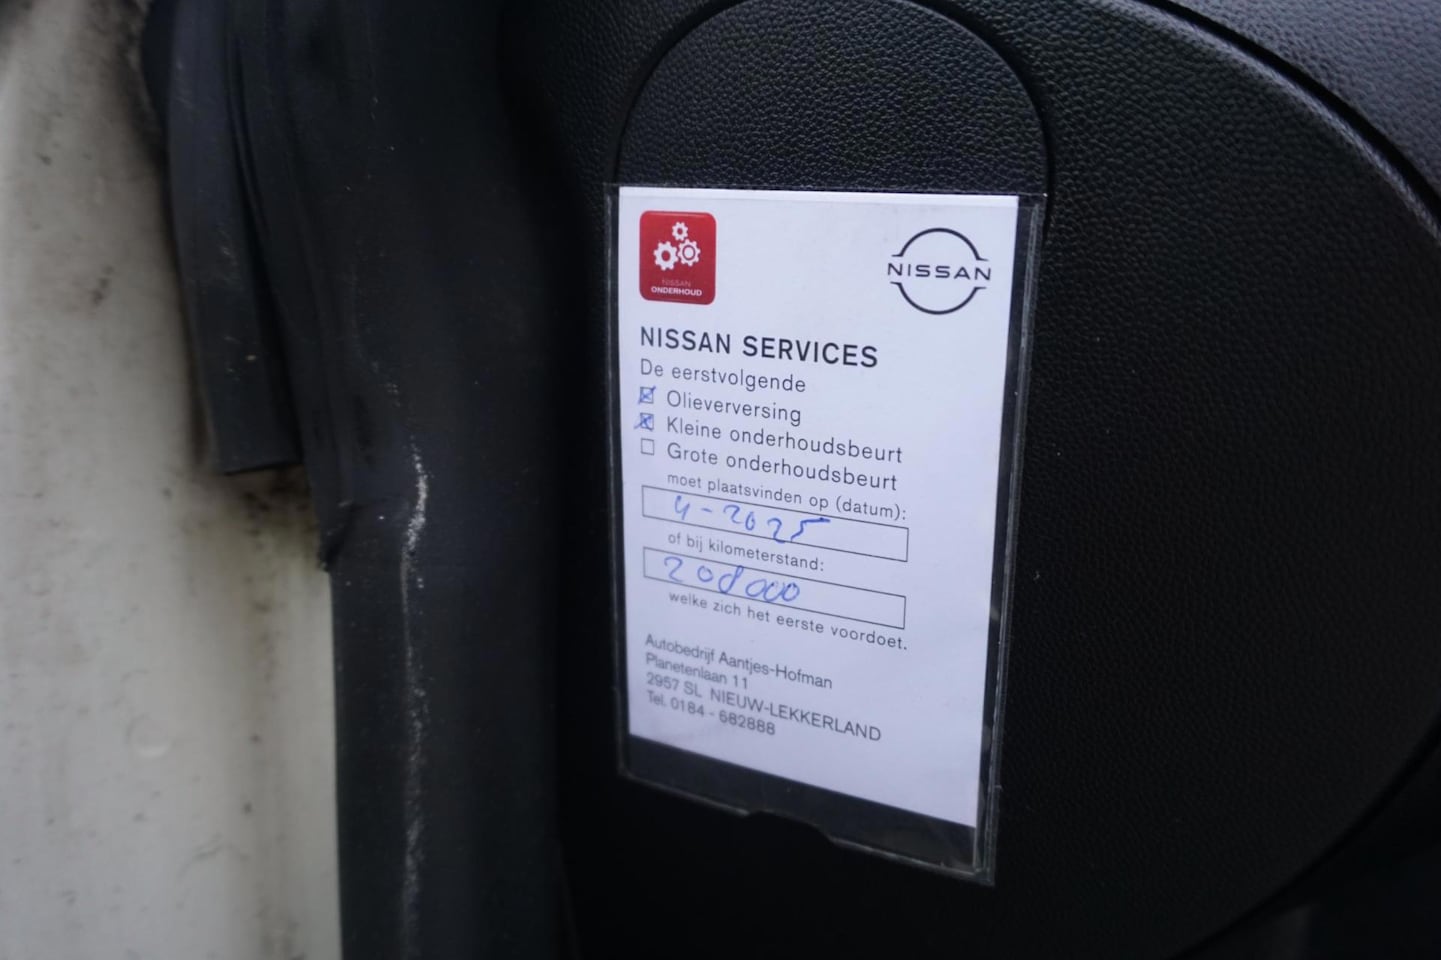 NISSAN
ONDERHOUD
NISSAN
NISSAN SERVICES
De eerstvolgende
Olieverversing
Kleine onderhoudsbeurt
Grote onderhoudsbeurt
moet plaatsvinden op (datum):
4-2025
of bij kilometerstand:
208000
welke zich het eerste voordoet.
Autobedrijf Aantjes-Hofman
Planetenlaan 11
2957 SL NIEUW-LEKKERLAND
Tel. 0184 - 682888